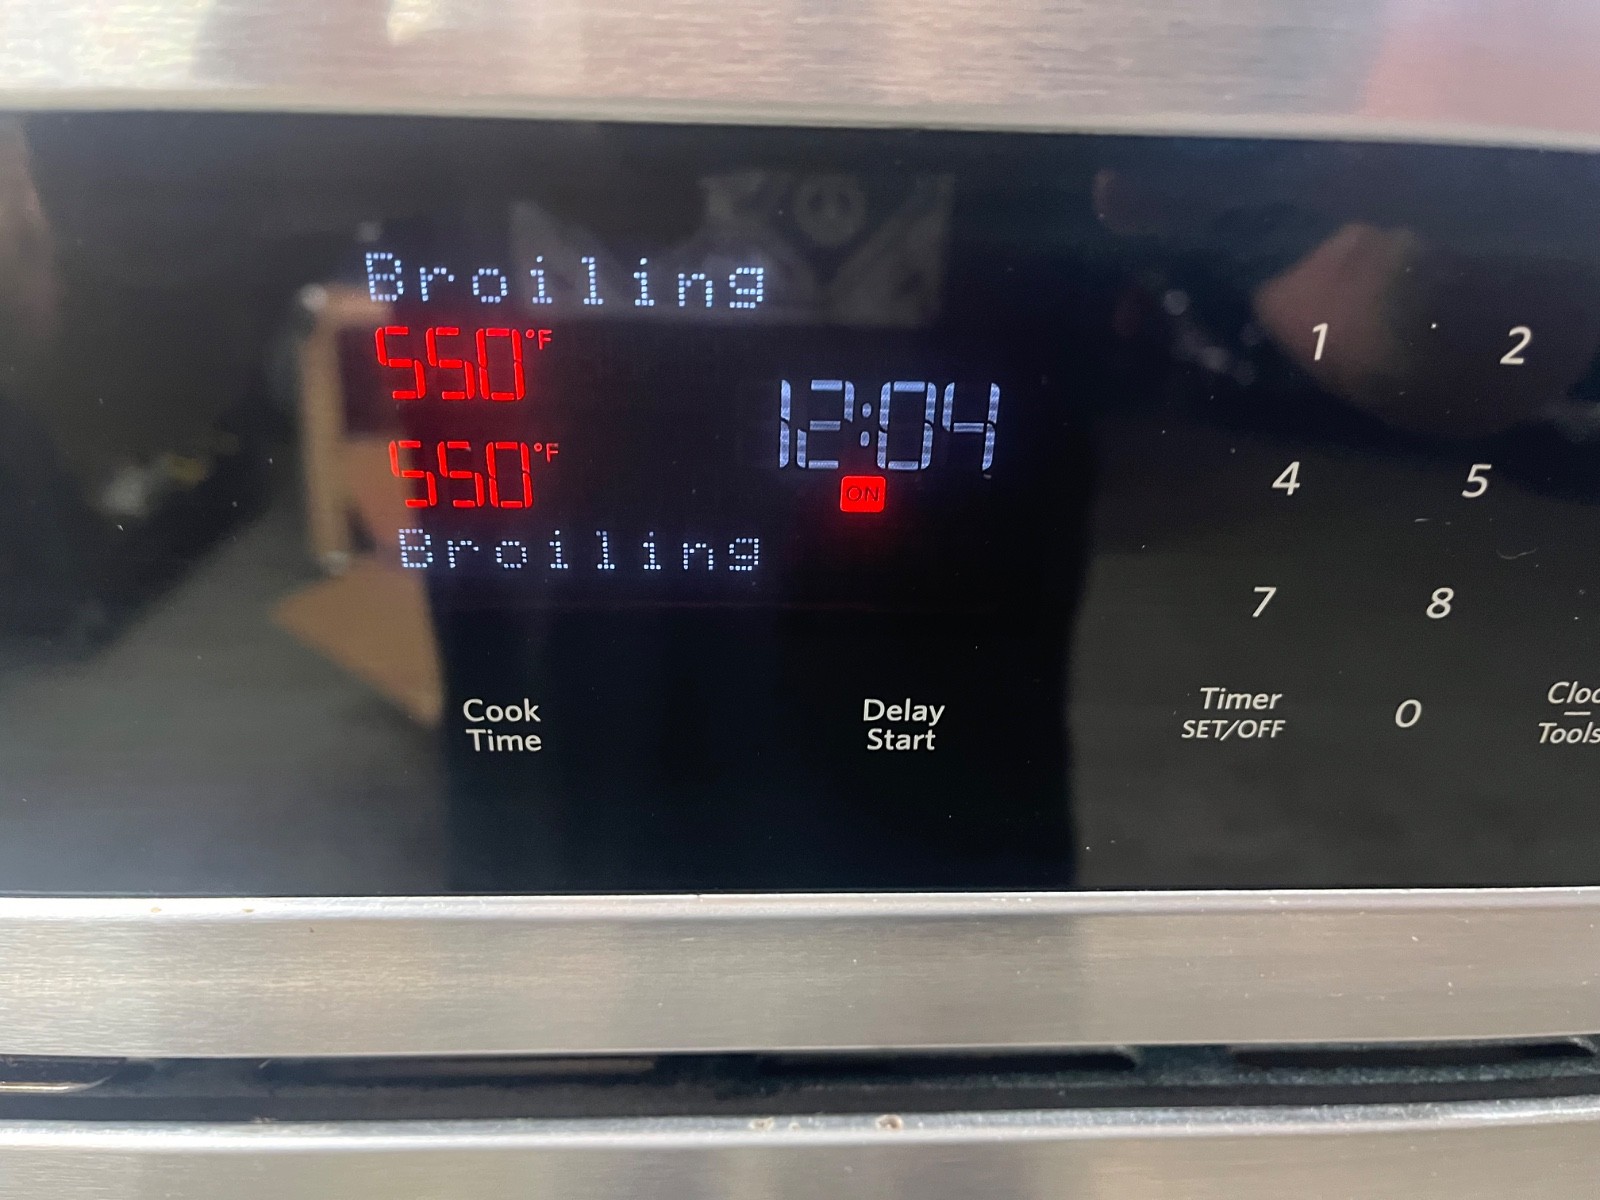 Broiling
550°F
12:04
ON
550°F
Broiling
Cook
Time
Delay
Start
1 2
4 5
7 8
Timer
SET/OFF
0
Tools